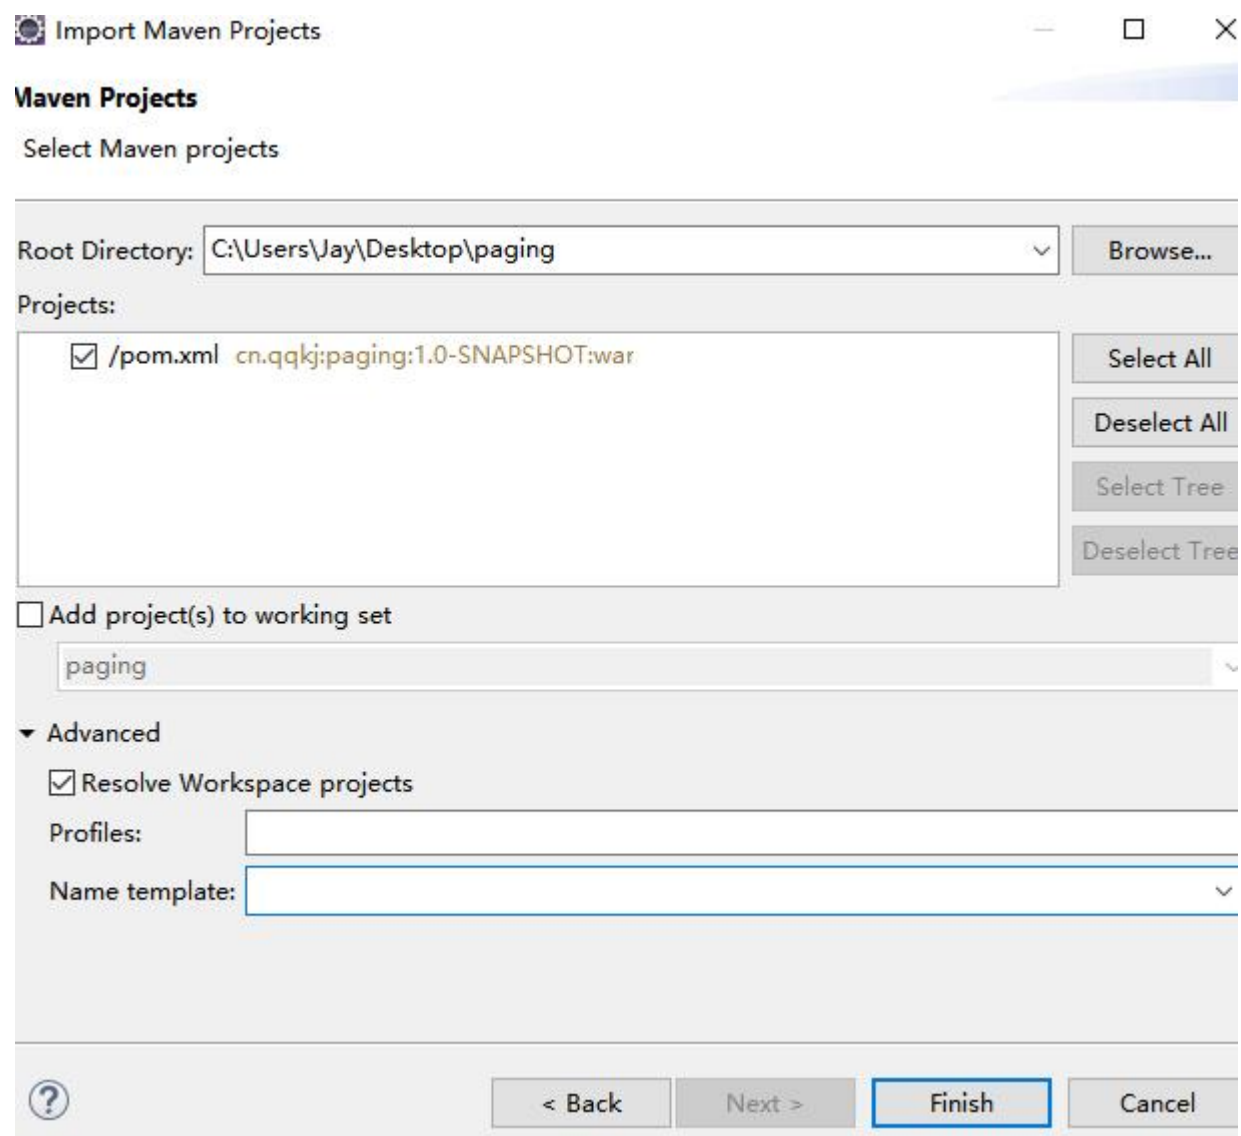 Import Maven Projects
Maven Projects
Select Maven projects
Root Directory: C:\Users\Jay\Desktop\paging Browse...
Projects:
/pom.xml cn.qqkj:paging:1.0-SNAPSHOT:war
Select All
Deselect All
Select Tree
Deselect Tree
Add project(s) to working set
paging
Advanced
Resolve Workspace projects
Profiles:
Name template:
? < Back Next > Finish Cancel